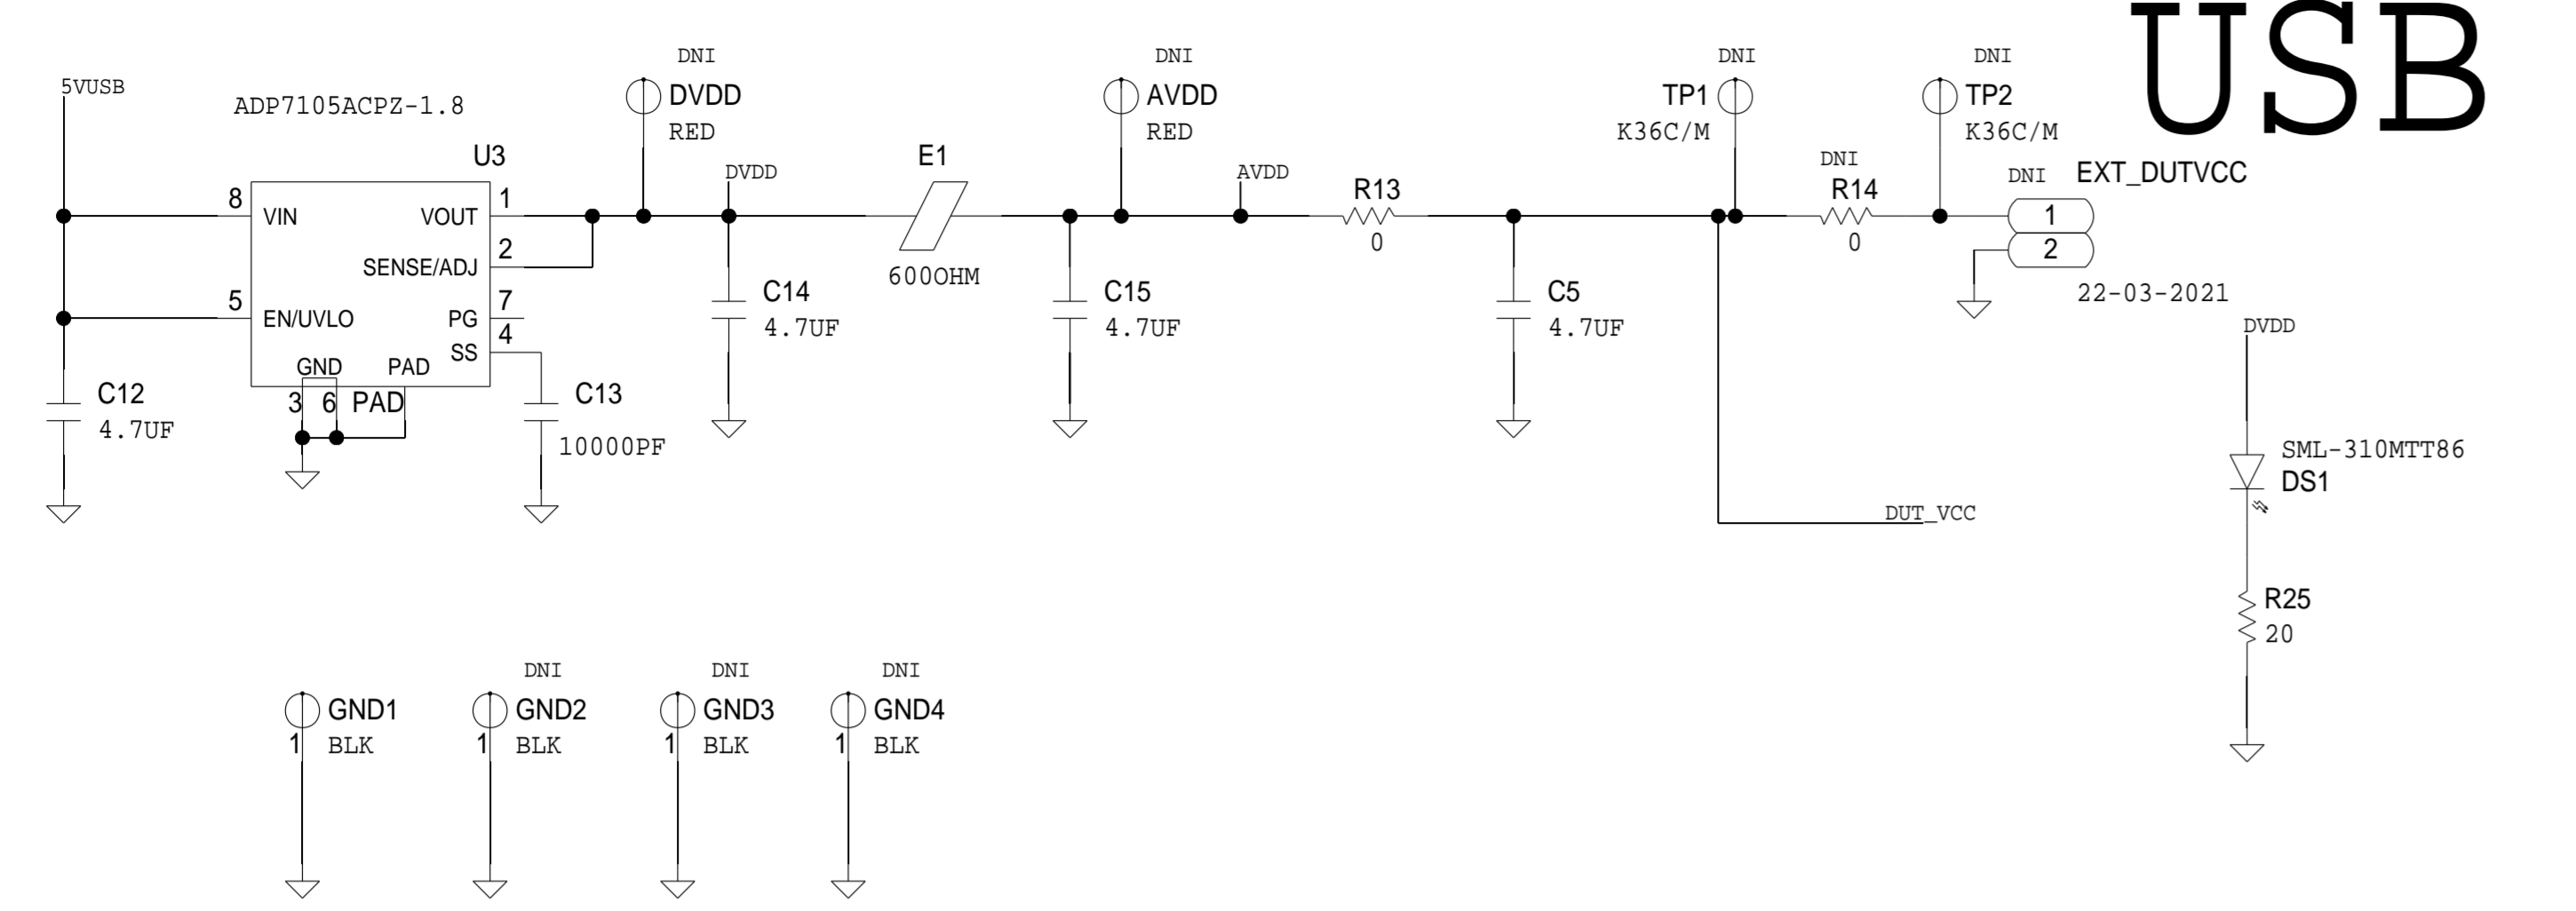 USB
DNI
DNI
DNI
DNI
5VUSB
ADP7105ACPZ-1.8
DVDD
RED
AVDD
RED
TP1
K36C/M
TP2
K36C/M
U3
DVDD
E1
AVDD
R13
DNI
R14
DNI
EXT_DUTVCC
8
VIN
VOUT
1
0
0
1
SENSE/ADJ
2
2
600OHM
5
EN/UVLO
PG
7
SS
4
C14
4.7UF
C15
4.7UF
C5
4.7UF
22-03-2021
DVDD
GND
PAD
3
6
PAD
C12
4.7UF
C13
10000PF
SML-310MTT86
DS1
DUT_VCC
R25
20
DNI
DNI
DNI
GND1
1
BLK
GND2
1
BLK
GND3
1
BLK
GND4
1
BLK